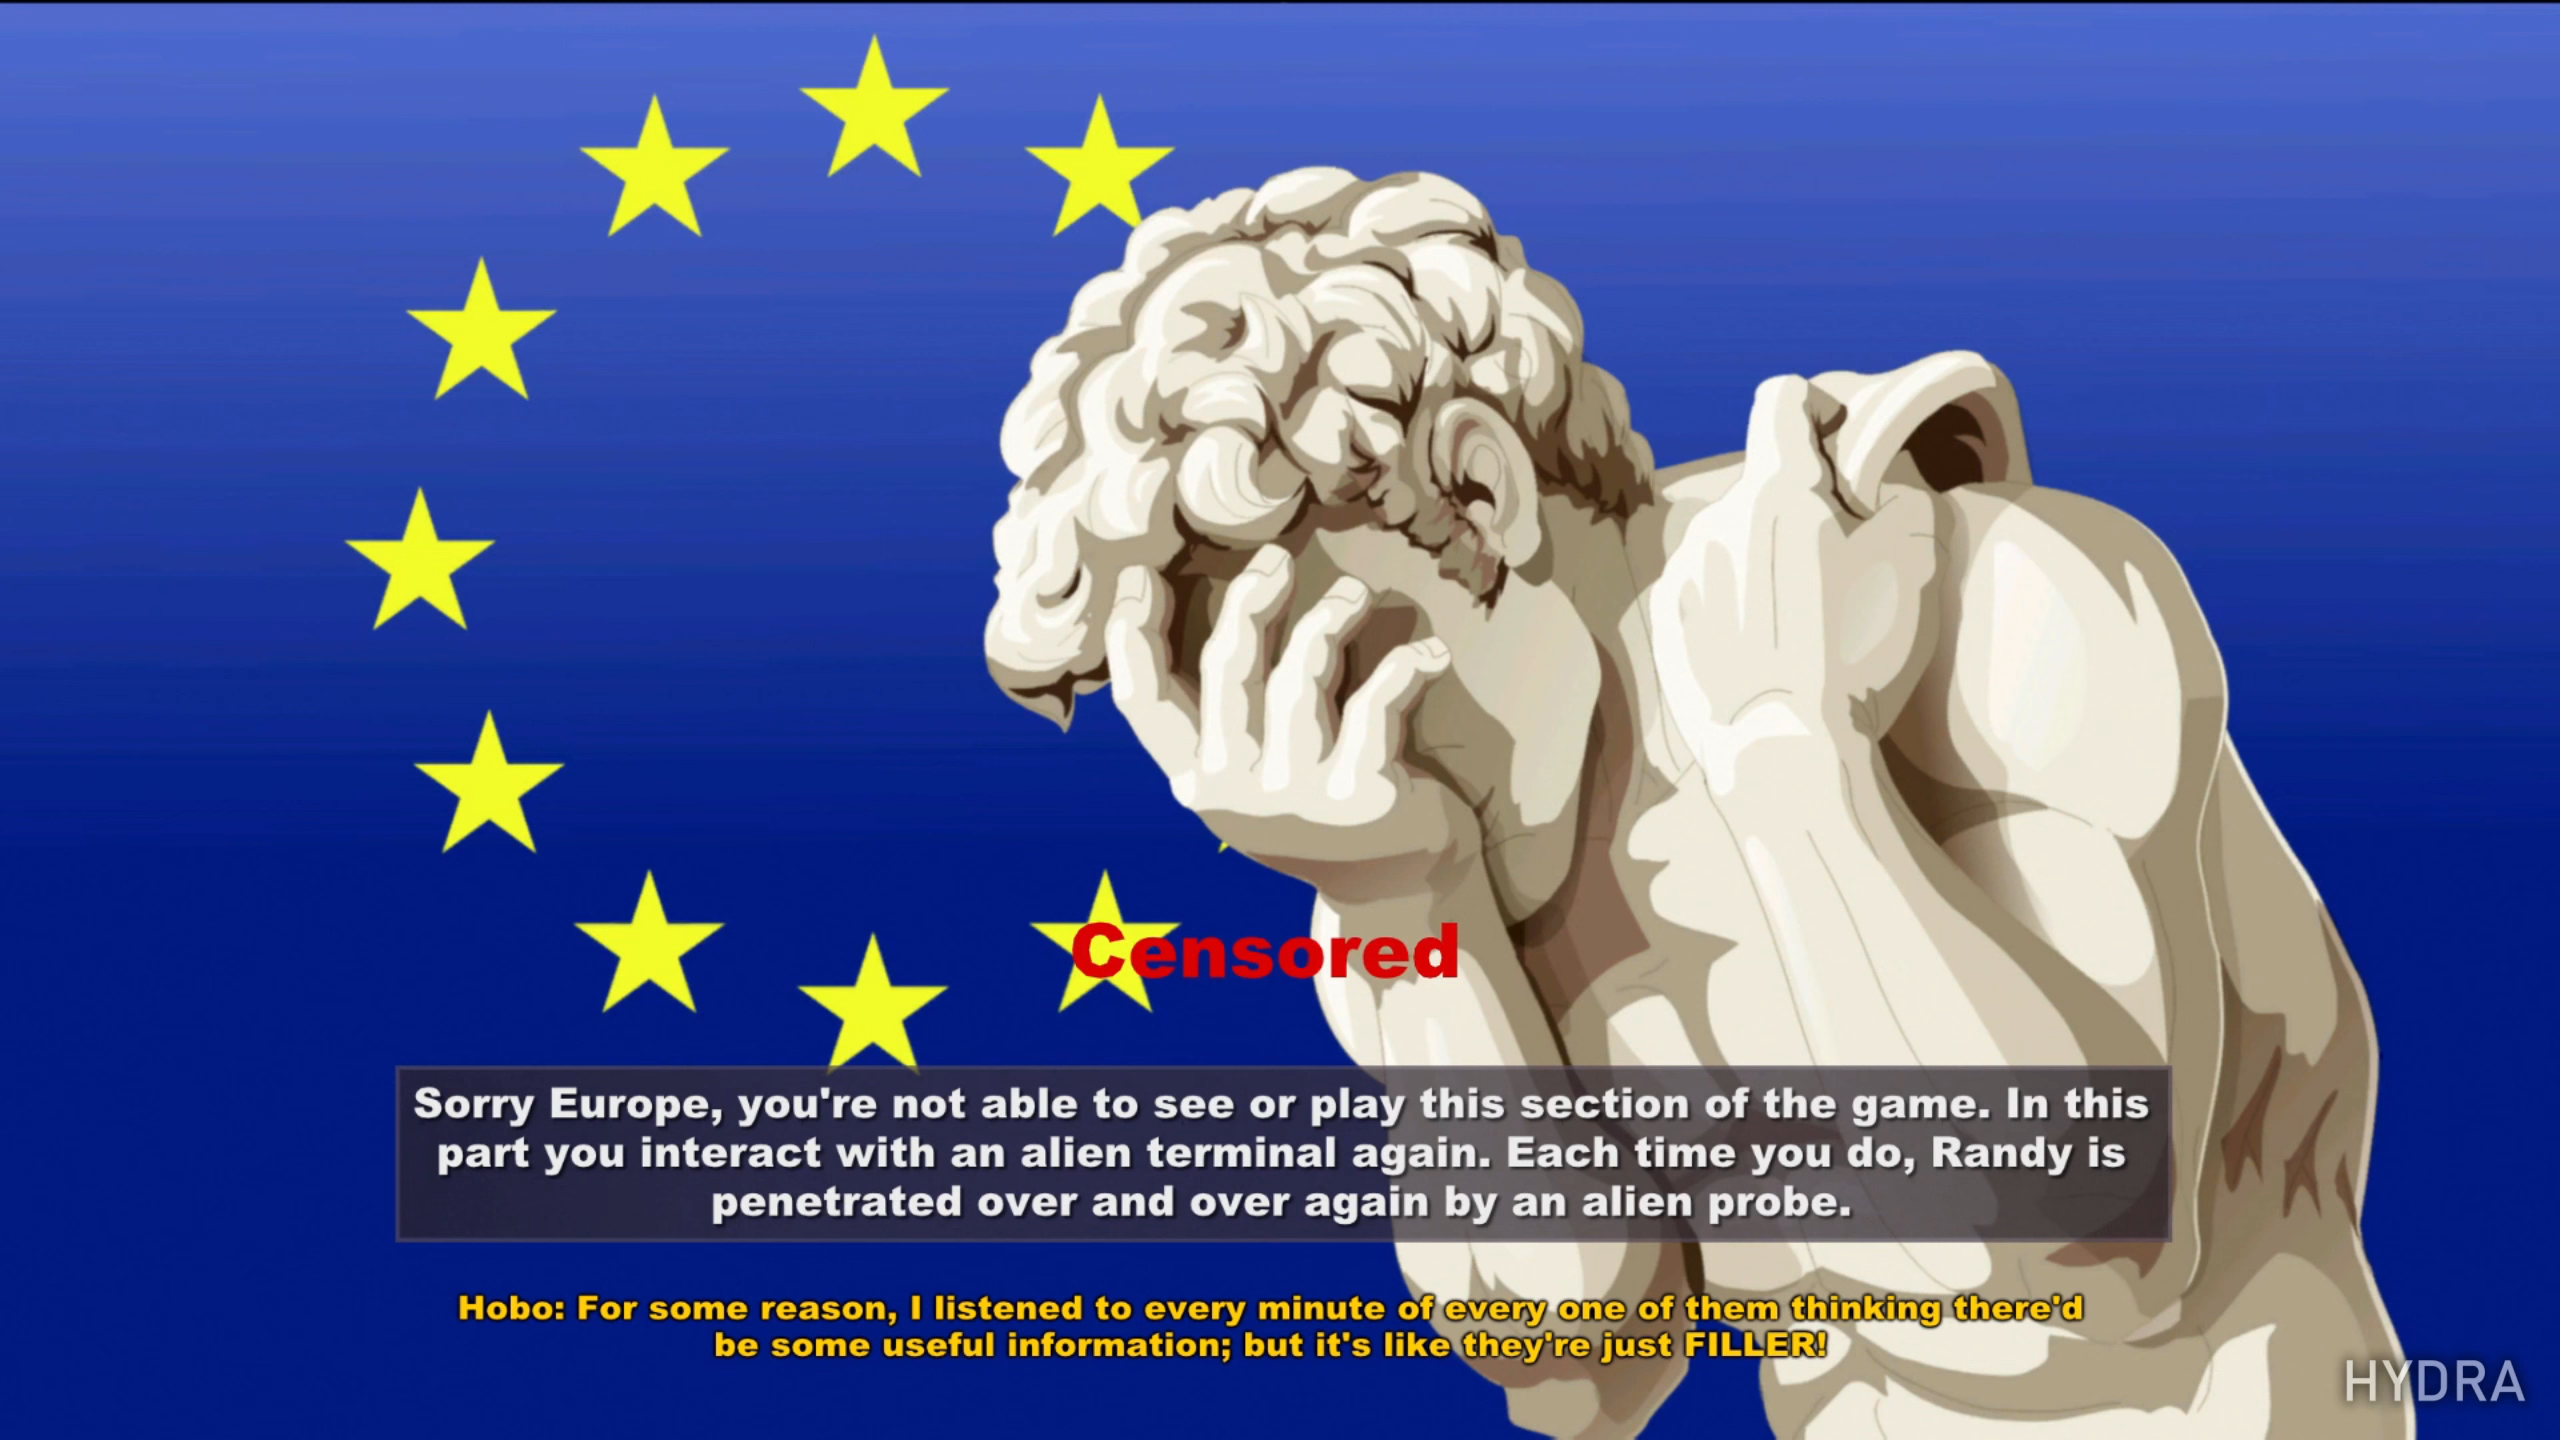 Censored
Sorry Europe, you're not able to see or play this section of the game. In this
part you interact with an alien terminal again. Each time you do, Randy is
penetrated over and over again by an alien probe.
Hobo: For some reason, I listened to every minute of every one of them thinking there'd
be some useful information; but it's like they're just FILLER!
HYDRA